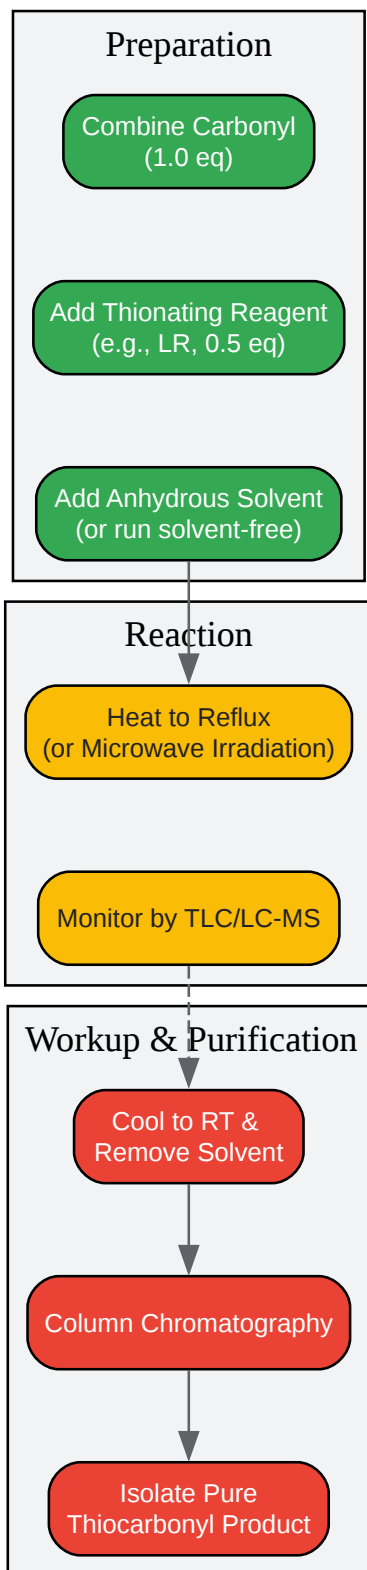 Preparation
Combine Carbonyl
(1.0 eq)
Add Thionating Reagent
(e.g., LR, 0.5 eq)
Add Anhydrous Solvent
(or run solvent-free)
Reaction
Heat to Reflux
(or Microwave Irradiation)
Monitor by TLC/LC-MS
Workup & Purification
Cool to RT &
Remove Solvent
Column Chromatography
Isolate Pure
Thiocarbonyl Product